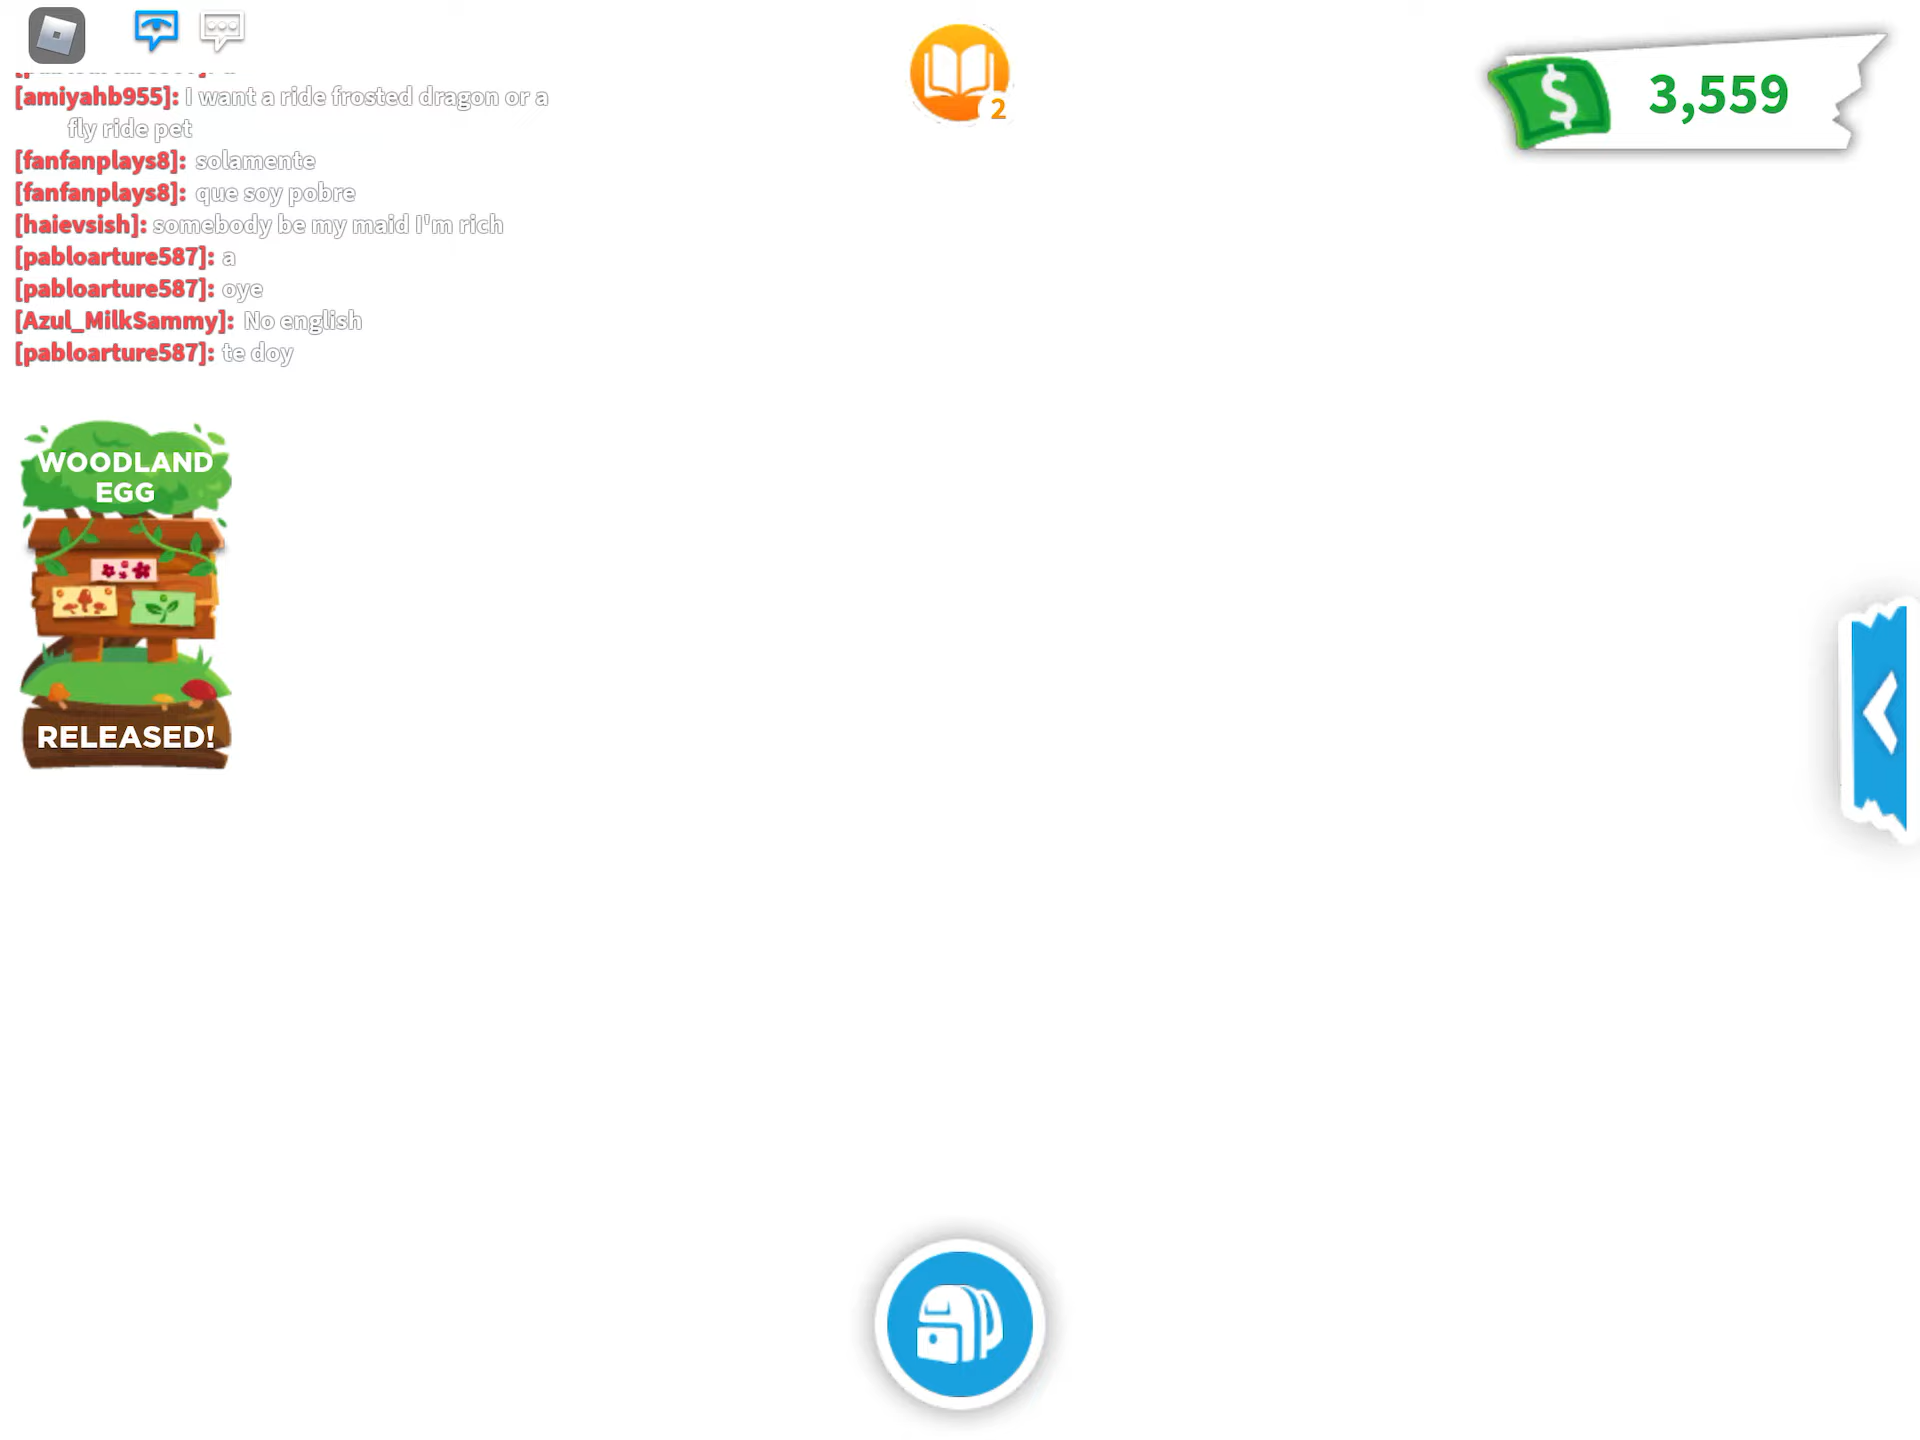 [amiyahb955]: I want a ride frosted dragon or a
fly ride pet
[fanfanplays8]: solamente
[fanfanplays8]: que soy pobre
[haievsish]: somebody be my maid I'm rich
[pabloarture587]: a
[pabloarture587]: oye
[Azul_MilkSammy]: No english
[pabloarture587]: te doy
2
$ 3,559
WOODLAND
EGG
RELEASED!